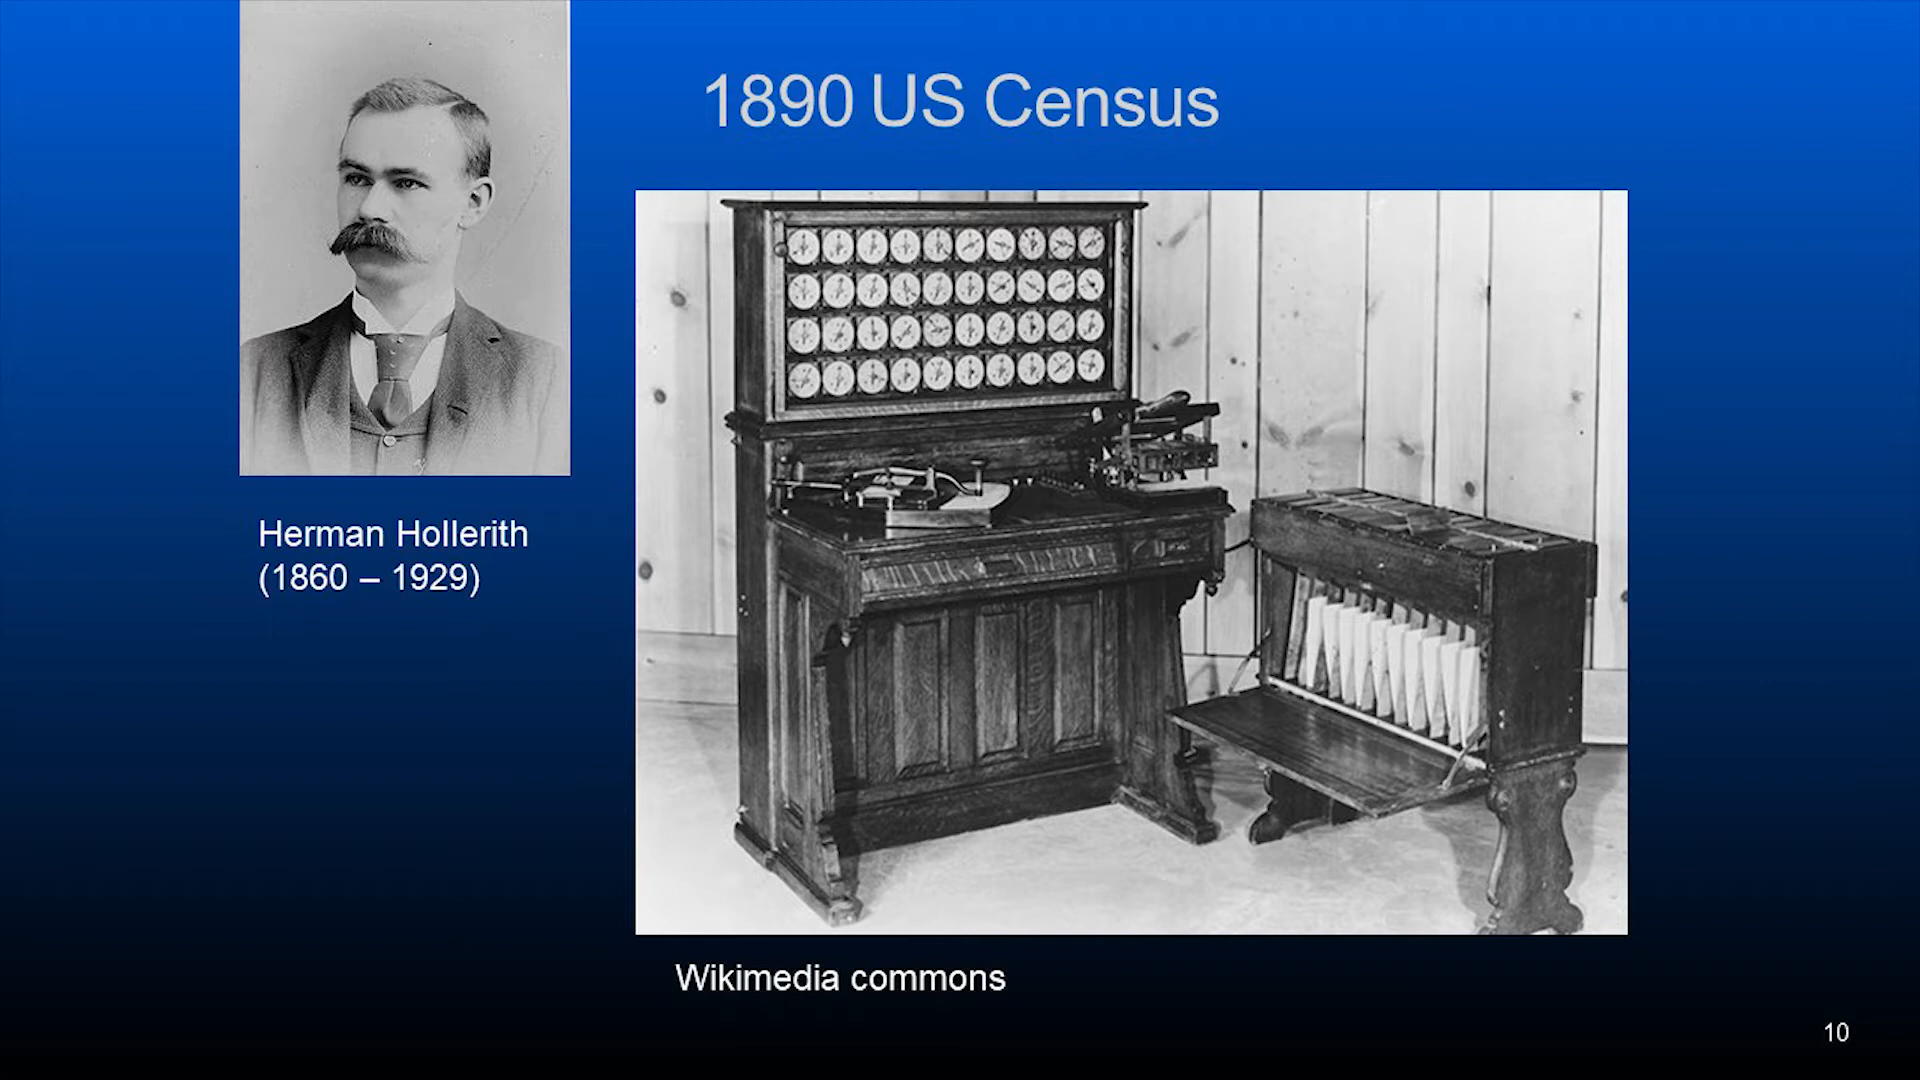 1890 US Census
Herman Hollerith
(1860 – 1929)
Wikimedia commons
10